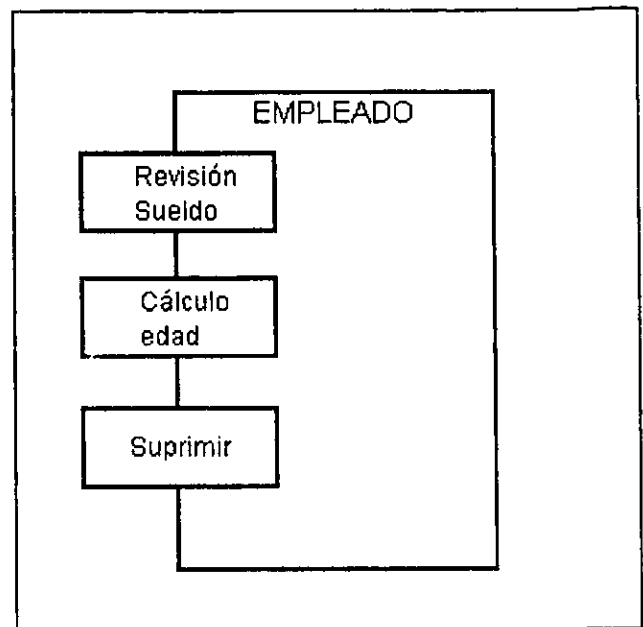 EMPLEADO
Revisión
Sueldo
Cálculo
edad
Suprimir